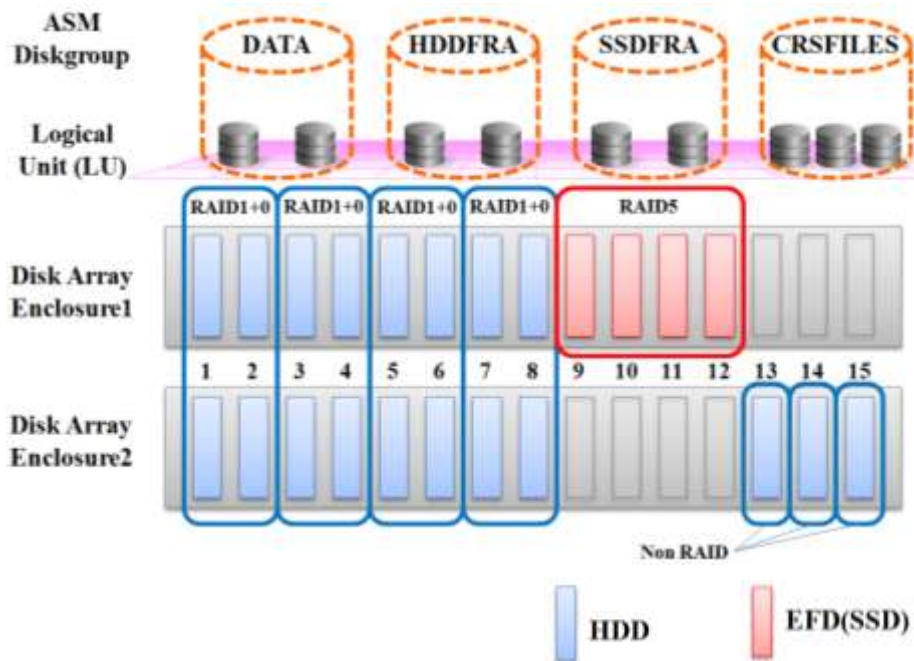 ASM
Diskgroup
DATA
HDDFRA
SSDFRA
CRSFILES
Logical
Unit (LU)
RAID1+0
RAID1+0
RAID1+0
RAID1+0
RAID5
Disk Array
Enclosure1
1 2 3 4 5 6 7 8 9 10 11 12 13 14 15
Disk Array
Enclosure2
Non RAID
HDD
EFD(SSD)